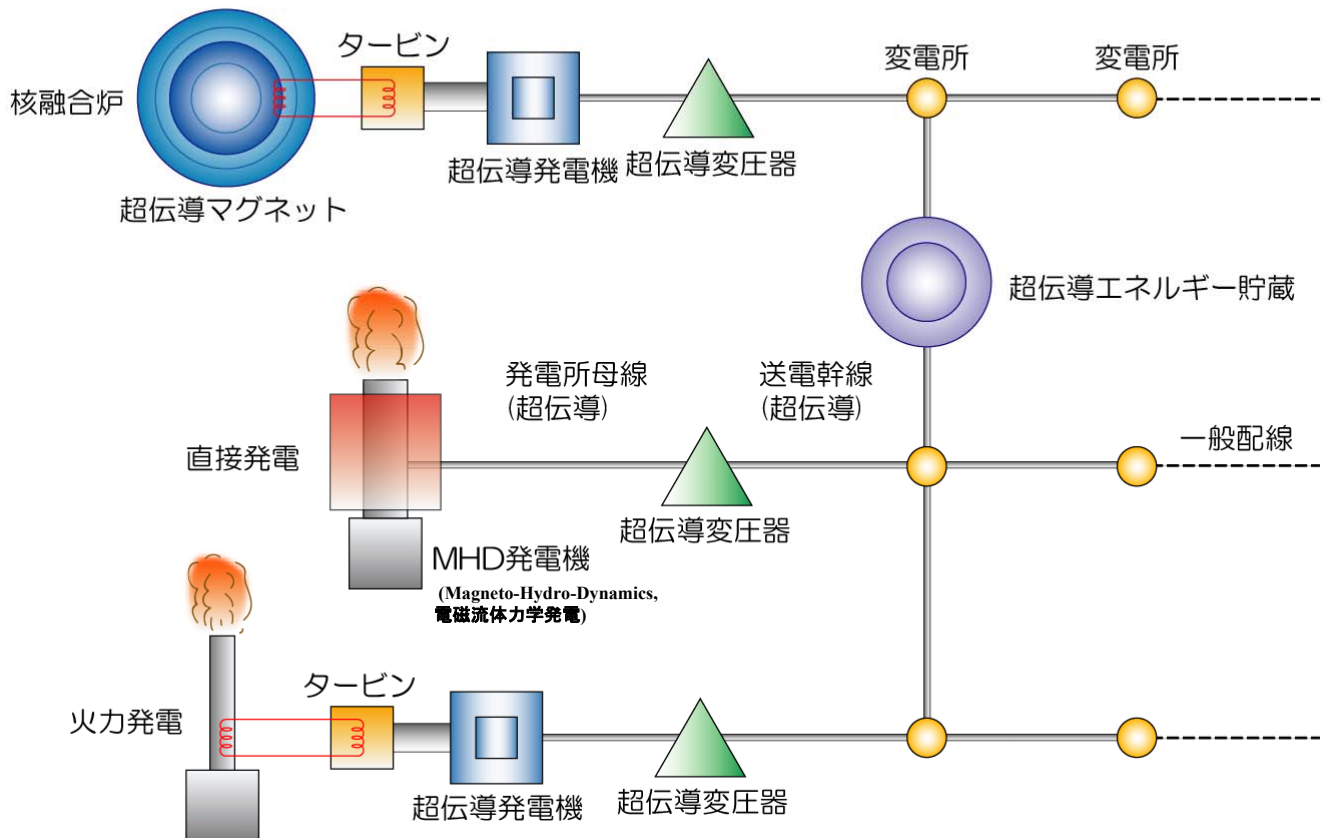 タービン
変電所
変電所
核融合炉
超伝導発電機
超伝導変圧器
超伝導マグネット
超伝導エネルギー貯蔵
発電所母線
(超伝導)
送電幹線
(超伝導)
直接発電
一般配線
超伝導変圧器
MHD発電機
(Magneto-Hydro-Dynamics,
電磁流体力学発電)
タービン
火力発電
超伝導発電機
超伝導変圧器